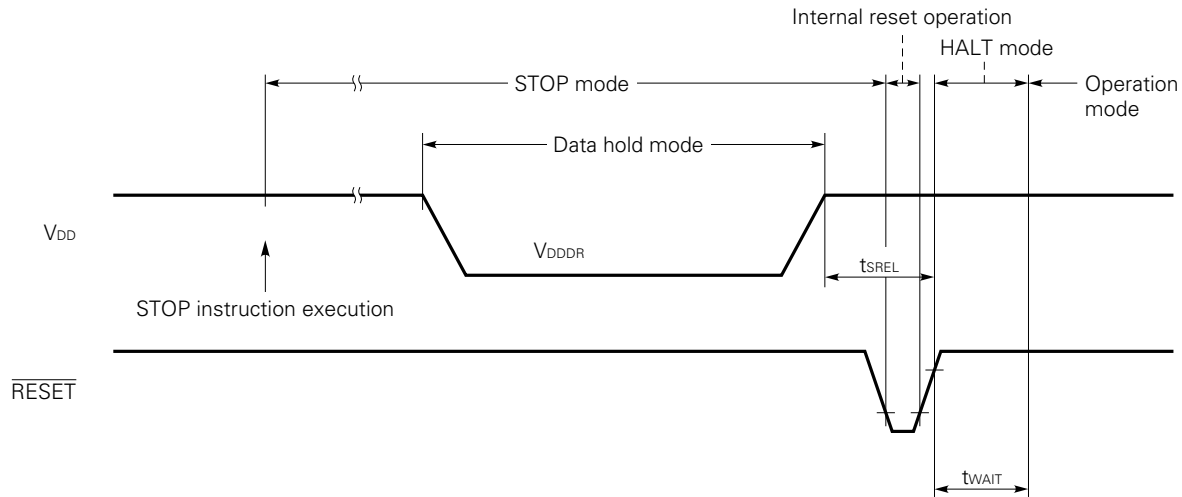 Internal reset operation
HALT mode
STOP mode
Operation
mode
Data hold mode
VDD
VDDDR
tSREL
STOP instruction execution
RESET
tWAIT